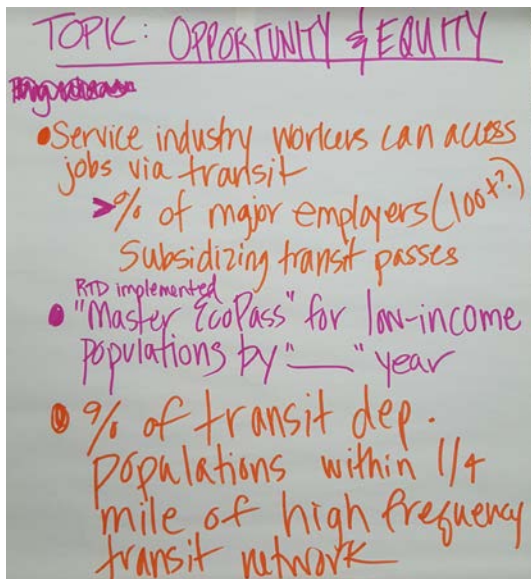 TOPIC: OPPORTUNITY & EQUITY
• Service industry workers can access
jobs via transit
> % of major employers (100+?)
Subsidizing transit passes
RTD implemented
• "Master EcoPass" for low-income
populations by "___" year
• % of transit dep.
populations within 1/4
mile of high frequency
transit network